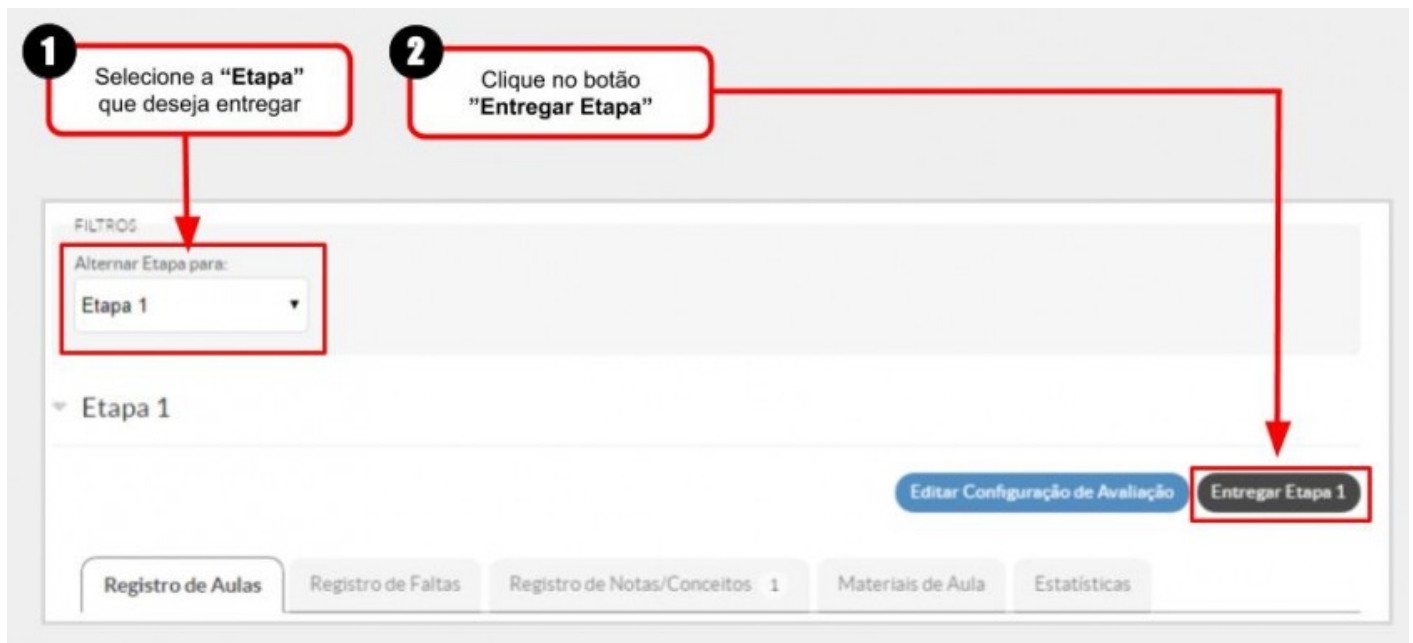 1
Selecione a “Etapa”
que deseja entregar
2
Clique no botão
”Entregar Etapa”
FILTROS
Alternar Etapa para:
Etapa 1
Etapa 1
Editar Configuração de Avaliação
Entregar Etapa 1
Registro de Aulas
Registro de Faltas
Registro de Notas/Conceitos 1
Materiais de Aula
Estatísticas